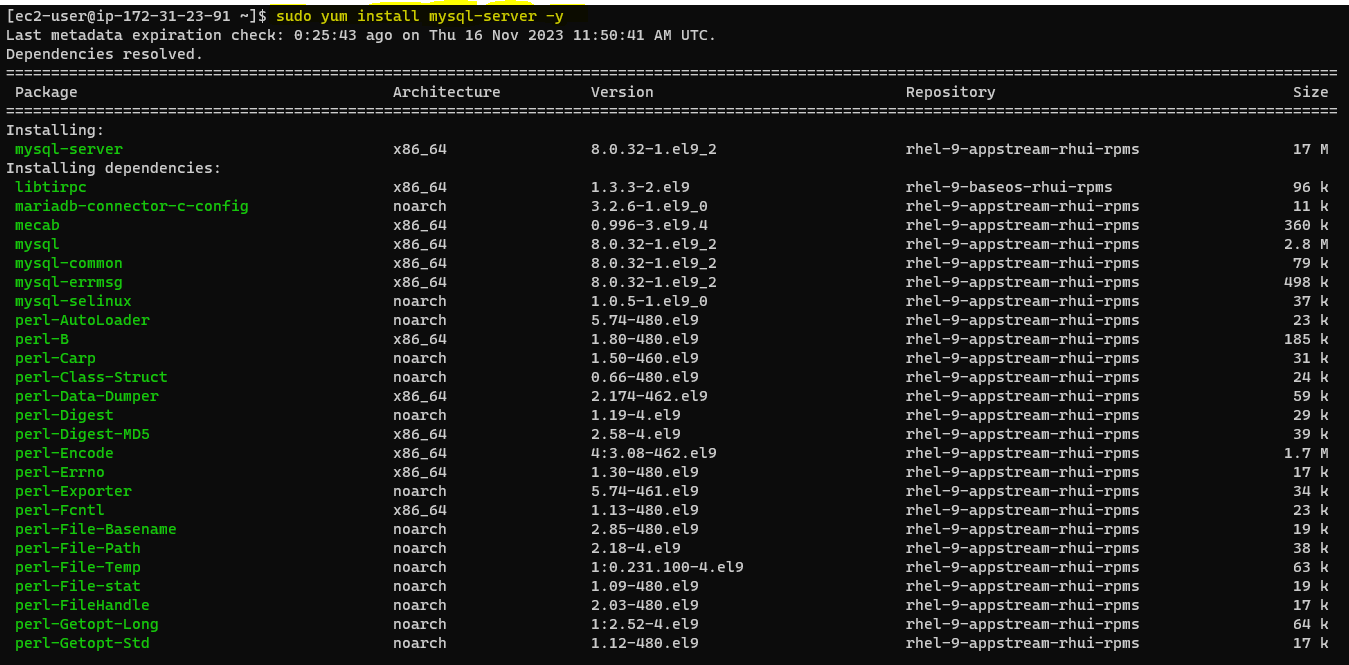 [ec2-user@ip-172-31-23-91 ~]$ sudo yum install mysql-server -y
Last metadata expiration check: 0:25:43 ago on Thu 16 Nov 2023 11:50:41 AM UTC.
Dependencies resolved.
====================================================================================================================================================
Package Architecture Version Repository Size
====================================================================================================================================================
Installing:
mysql-server x86_64 8.0.32-1.el9_2 rhel-9-appstream-rhui-rpms 17 M
Installing dependencies:
libtirpc x86_64 1.3.3-2.el9 rhel-9-baseos-rhui-rpms 96 k
mariadb-connector-c-config noarch 3.2.6-1.el9_0 rhel-9-appstream-rhui-rpms 11 k
mecab x86_64 0.996-3.el9.4 rhel-9-appstream-rhui-rpms 360 k
mysql x86_64 8.0.32-1.el9_2 rhel-9-appstream-rhui-rpms 2.8 M
mysql-common x86_64 8.0.32-1.el9_2 rhel-9-appstream-rhui-rpms 79 k
mysql-errmsg x86_64 8.0.32-1.el9_2 rhel-9-appstream-rhui-rpms 498 k
mysql-selinux noarch 1.0.5-1.el9_0 rhel-9-appstream-rhui-rpms 37 k
perl-AutoLoader noarch 5.74-480.el9 rhel-9-appstream-rhui-rpms 23 k
perl-B x86_64 1.80-480.el9 rhel-9-appstream-rhui-rpms 185 k
perl-Carp noarch 1.50-460.el9 rhel-9-appstream-rhui-rpms 31 k
perl-Class-Struct noarch 0.66-480.el9 rhel-9-appstream-rhui-rpms 24 k
perl-Data-Dumper x86_64 2.174-462.el9 rhel-9-appstream-rhui-rpms 59 k
perl-Digest noarch 1.19-4.el9 rhel-9-appstream-rhui-rpms 29 k
perl-Digest-MD5 x86_64 2.58-4.el9 rhel-9-appstream-rhui-rpms 39 k
perl-Encode x86_64 4:3.08-462.el9 rhel-9-appstream-rhui-rpms 1.7 M
perl-Errno x86_64 1.30-480.el9 rhel-9-appstream-rhui-rpms 17 k
perl-Exporter noarch 5.74-461.el9 rhel-9-appstream-rhui-rpms 34 k
perl-Fcntl x86_64 1.13-480.el9 rhel-9-appstream-rhui-rpms 23 k
perl-File-Basename noarch 2.85-480.el9 rhel-9-appstream-rhui-rpms 19 k
perl-File-Path noarch 2.18-4.el9 rhel-9-appstream-rhui-rpms 38 k
perl-File-Temp noarch 1:0.231.100-4.el9 rhel-9-appstream-rhui-rpms 63 k
perl-File-stat noarch 1.09-480.el9 rhel-9-appstream-rhui-rpms 19 k
perl-FileHandle noarch 2.03-480.el9 rhel-9-appstream-rhui-rpms 17 k
perl-Getopt-Long noarch 1:2.52-4.el9 rhel-9-appstream-rhui-rpms 64 k
perl-Getopt-Std noarch 1.12-480.el9 rhel-9-appstream-rhui-rpms 17 k